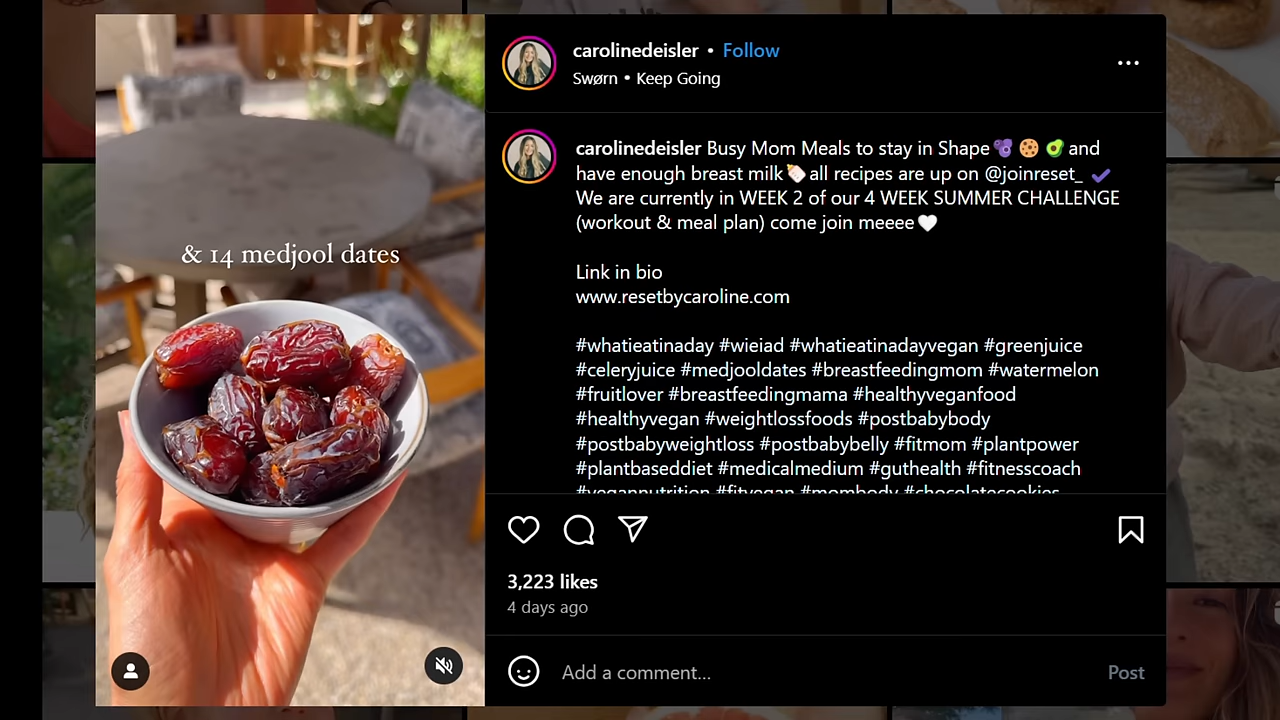 & 14 medjool dates
carolinedeisler • Follow
Swørn • Keep Going
carolinedeisler Busy Mom Meals to stay in Shape🫐🍪🥑and
have enough breast milk🍼all recipes are up on @joinreset_ ✔️
We are currently in WEEK 2 of our 4 WEEK SUMMER CHALLENGE
(workout & meal plan) come join meeee🤍
Link in bio
www.resetbycaroline.com
#whatieatinaday #wieiad #whatieatinadayvegan #greenjuice
#celeryjuice #medjooldates #breastfeedingmom #watermelon
#fruitlover #breastfeedingmama #healthyveganfood
#healthyvegan #weightlossfoods #postbabybody
#postbabyweightloss #postbabybelly #fitmom #plantpower
#plantbaseddiet #medicalmedium #guthealth #fitnesscoach
#vegannutrition #fitvegan #mombody #chocolatecookies
3,223 likes
4 days ago
Add a comment...
Post